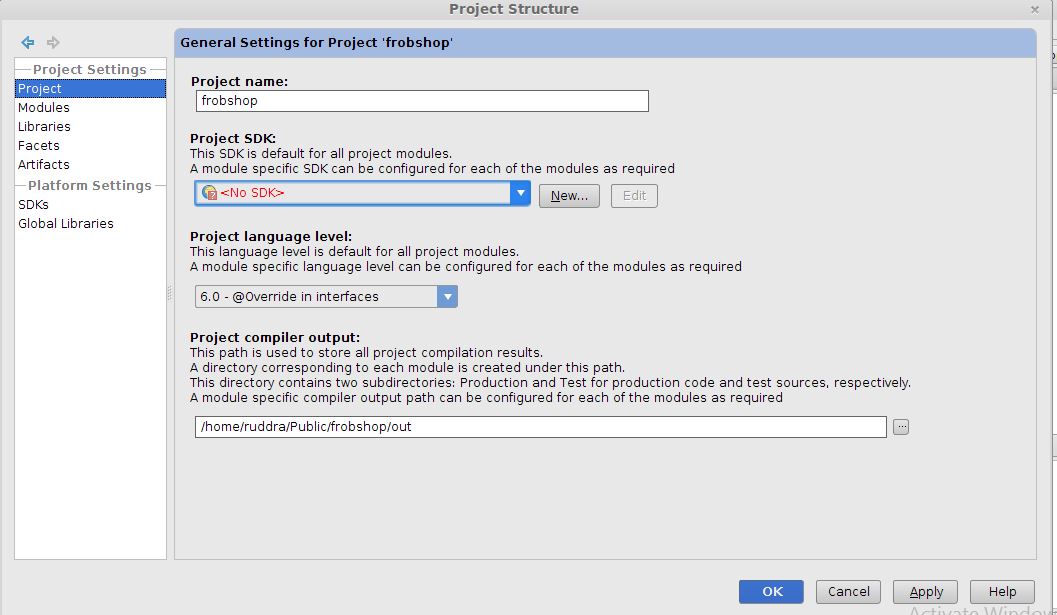 Project Structure
Project Settings
Project
Modules
Libraries
Facets
Artifacts
Platform Settings
SDKs
Global Libraries
General Settings for Project 'frobshop'
Project name:
frobshop
Project SDK:
This SDK is default for all project modules.
A module specific SDK can be configured for each of the modules as required
<No SDK>
New...
Edit
Project language level:
This language level is default for all project modules.
A module specific language level can be configured for each of the modules as required
6.0 - @Override in interfaces
Project compiler output:
This path is used to store all project compilation results.
A directory corresponding to each module is created under this path.
This directory contains two subdirectories: Production and Test for production code and test sources, respectively.
A module specific compiler output path can be configured for each of the modules as required
/home/ruddra/Public/frobshop/out
...
OK
Cancel
Apply
Help
Activate Window